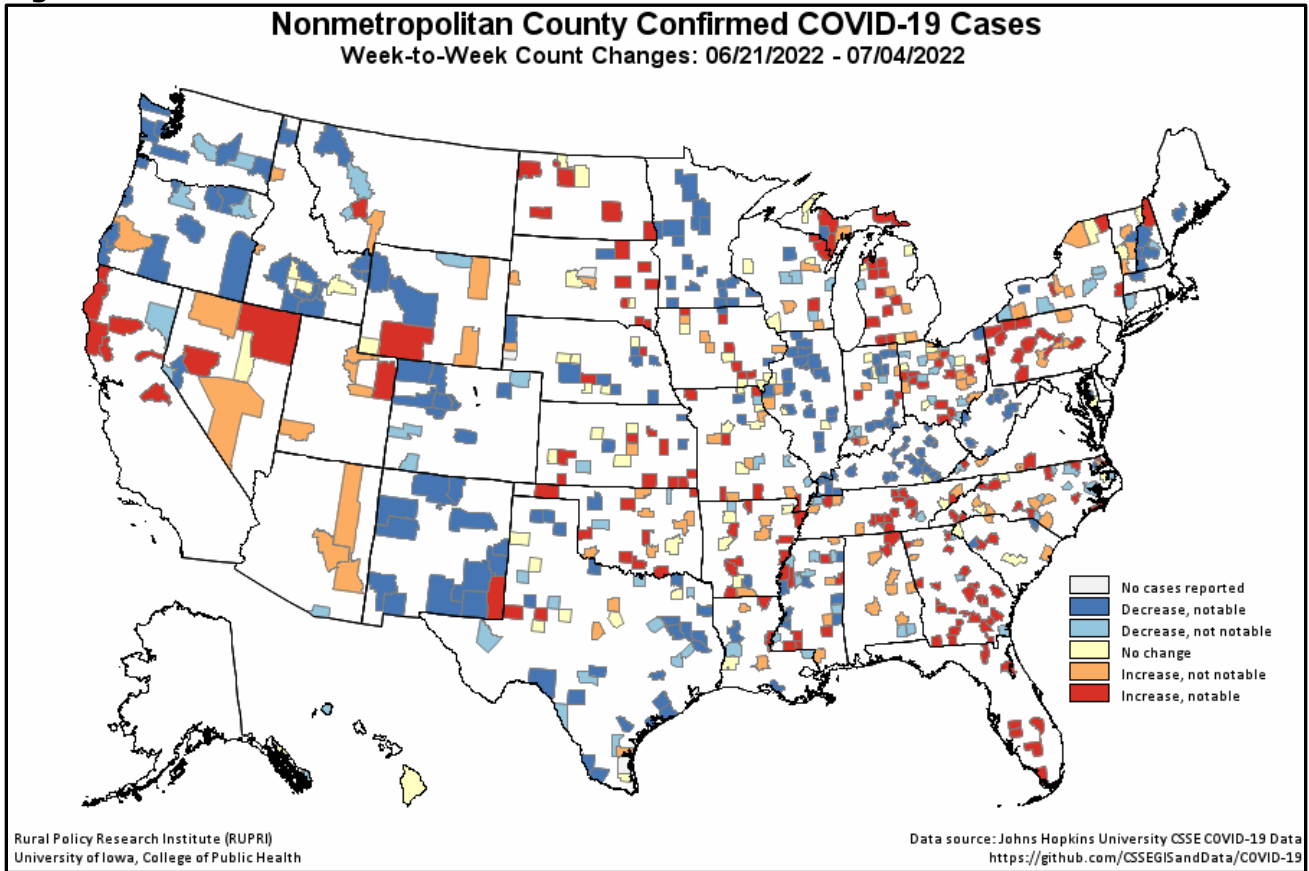 Nonmetropolitan County Confirmed COVID-19 Cases
Week-to-Week Count Changes: 06/21/2022 - 07/04/2022
No cases reported
Decrease, notable
Decrease, not notable
No change
Increase, not notable
Increase, notable
Rural Policy Research Institute (RUPRI)
University of Iowa, College of Public Health
Data source: Johns Hopkins University CSSE COVID-19 Data
https://github.com/CSSEGISandData/COVID-19